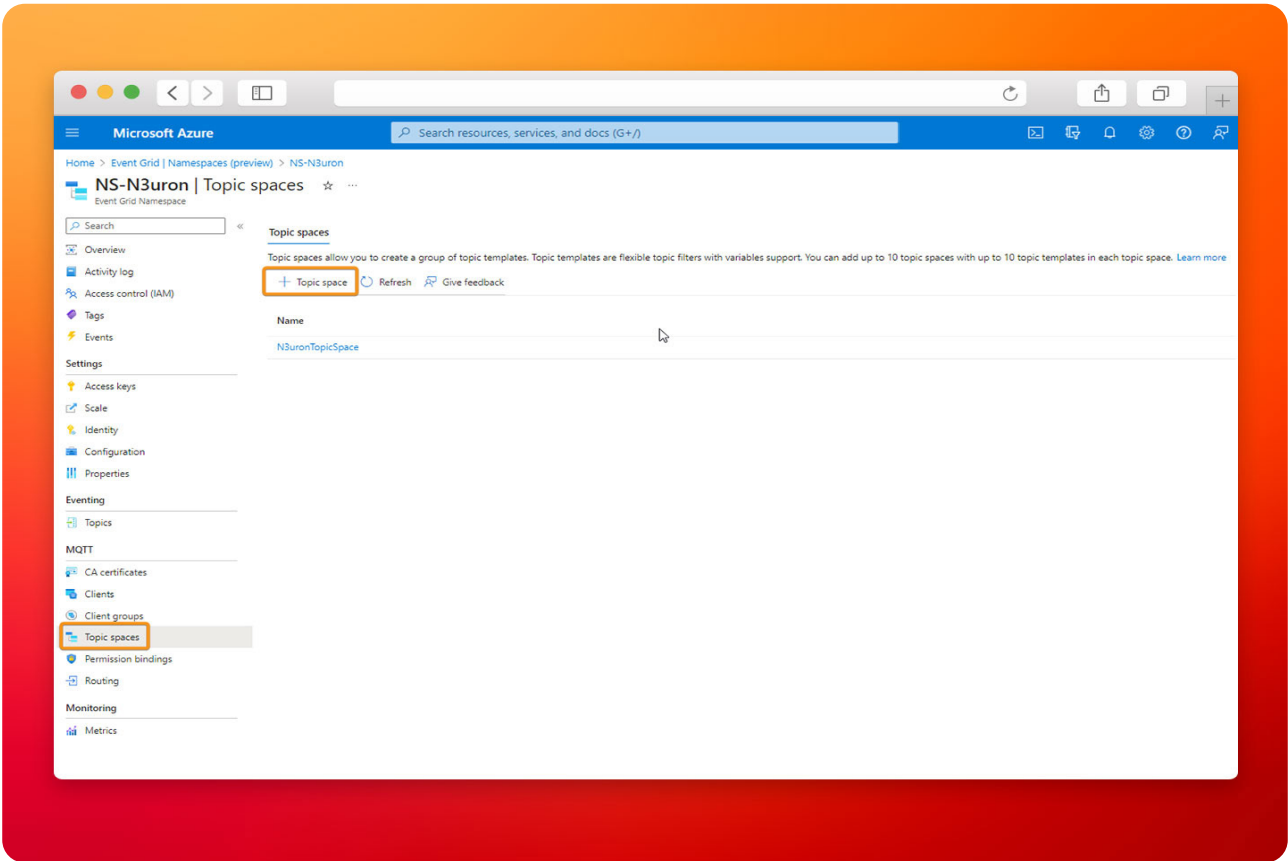 Microsoft Azure
Search resources, services, and docs (G+/)
Home > Event Grid | Namespaces (preview) > NS-N3uron
NS-N3uron | Topic spaces
Event Grid Namespace
Search
Overview
Activity log
Access control (IAM)
Tags
Events
Settings
Access keys
Scale
Identity
Configuration
Properties
Eventing
Topics
MQTT
CA certificates
Clients
Client groups
Topic spaces
Permission bindings
Routing
Monitoring
Metrics
Topic spaces
Topic spaces allow you to create a group of topic templates. Topic templates are flexible topic filters with variables support. You can add up to 10 topic spaces with up to 10 topic templates in each topic space. Learn more
Topic space Refresh Give feedback
Name
N3uronTopicSpace